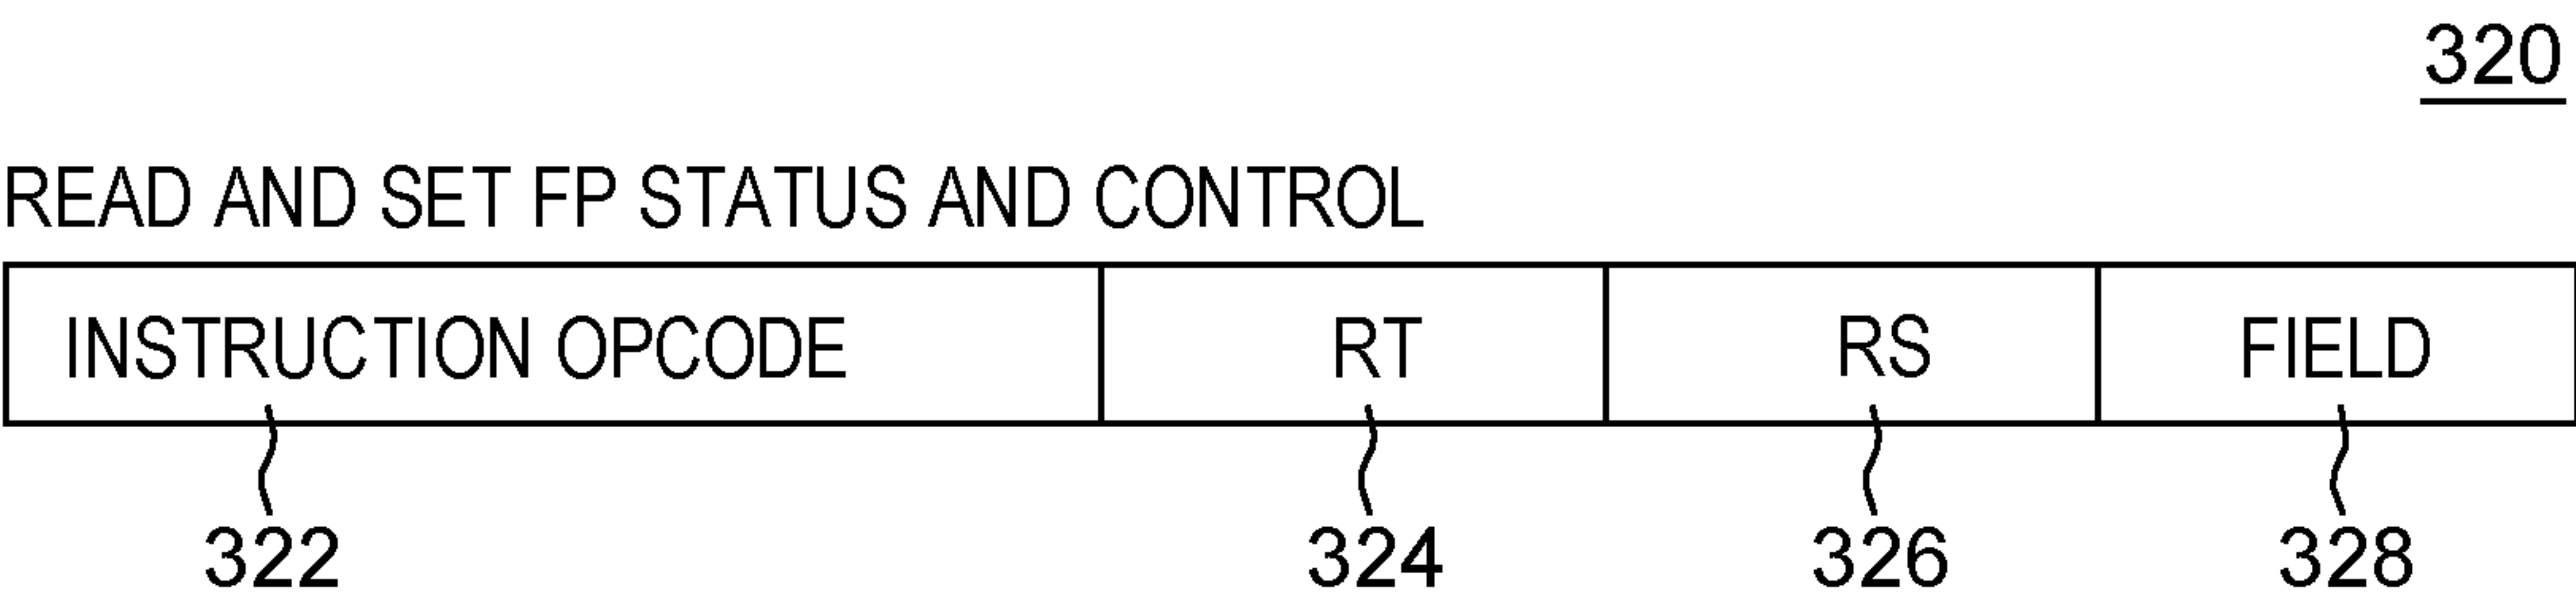 320
READ AND SET FP STATUS AND CONTROL
INSTRUCTION OPCODE RT RS FIELD
322 324 326 328